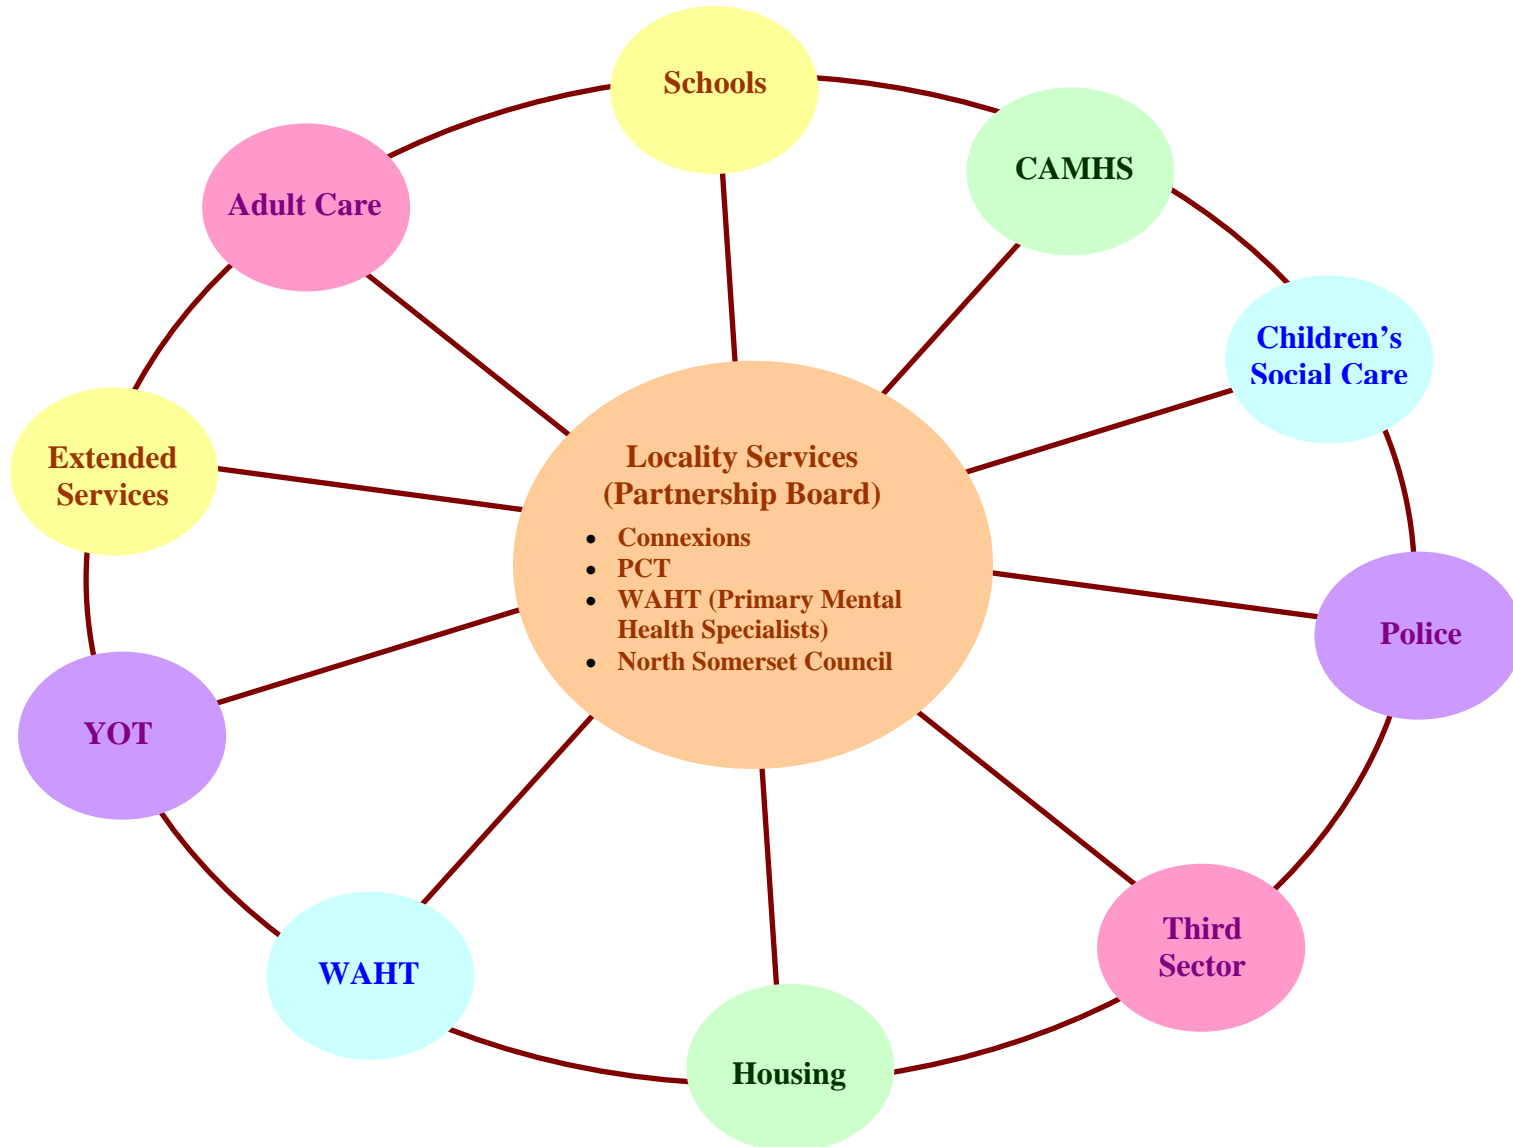 Schools
CAMHS
Adult Care
Children’s
Social Care
Locality Services
(Partnership Board)
• Connexions
• PCT
• WAHT (Primary Mental
Health Specialists)
• North Somerset Council
Extended
Services
Police
YOT
Third
Sector
WAHT
Housing